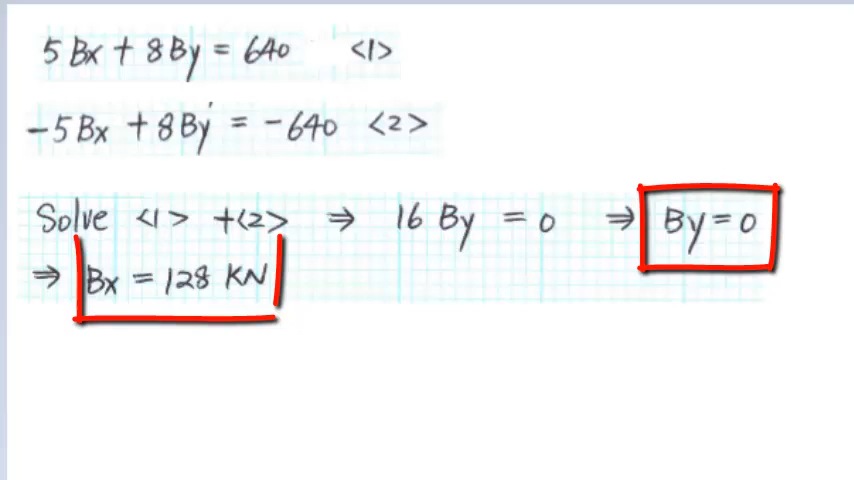 5Bx + 8By = 640 <1>
-5Bx + 8By = -640 <2>
Solve <1> +<2> ⇒ 16 By = 0 ⇒ By = 0
⇒ Bx = 128 KN